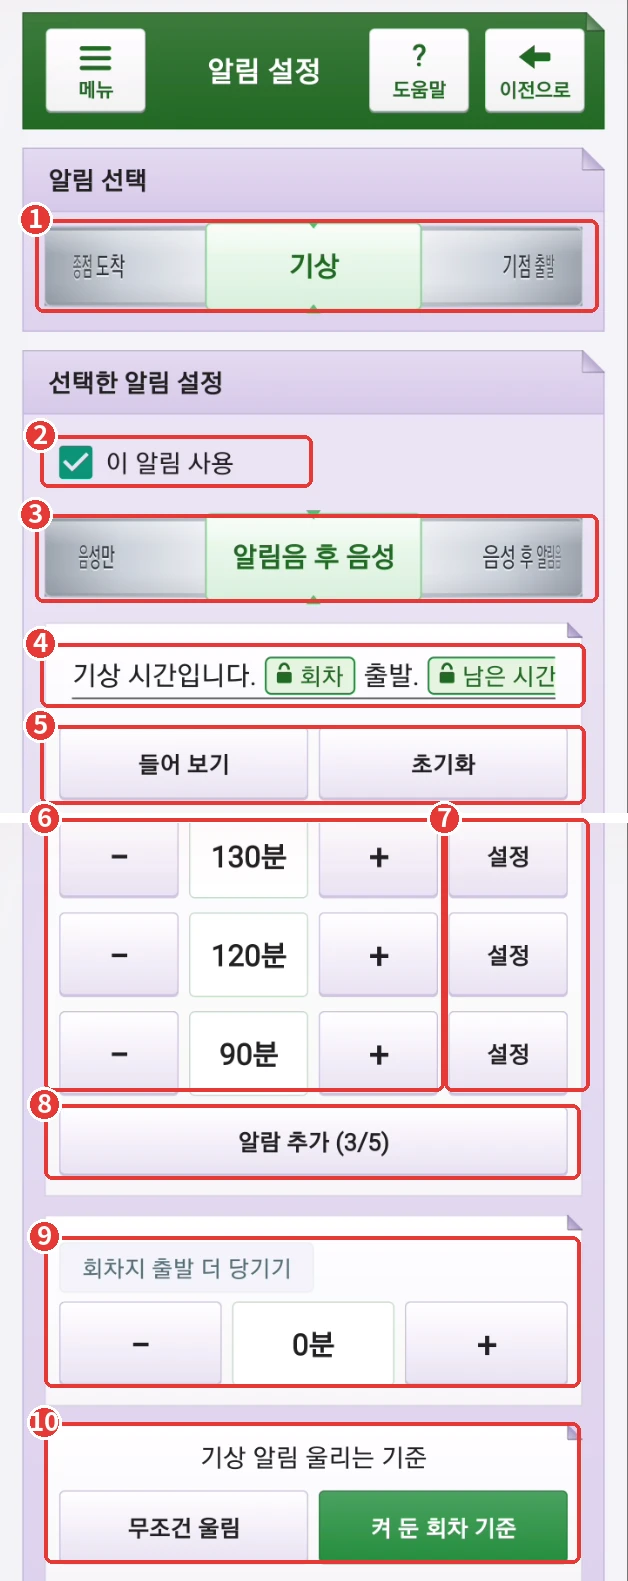 메뉴
알림 설정
?
도움말
이전으로
알림 선택
1
종점 도착
기상
기점 출발
선택한 알림 설정
2
이 알림 사용
3
음성만
알림음 후 음성
음성 후 알림음
4
기상 시간입니다. 회차 출발. 남은 시간
5
들어 보기
초기화
6
7
- 130분 + 설정
- 120분 + 설정
- 90분 + 설정
8
알람 추가 (3/5)
9
회차지 출발 더 당기기
- 0분 +
10
기상 알림 울리는 기준
무조건 울림
켜 둔 회차 기준